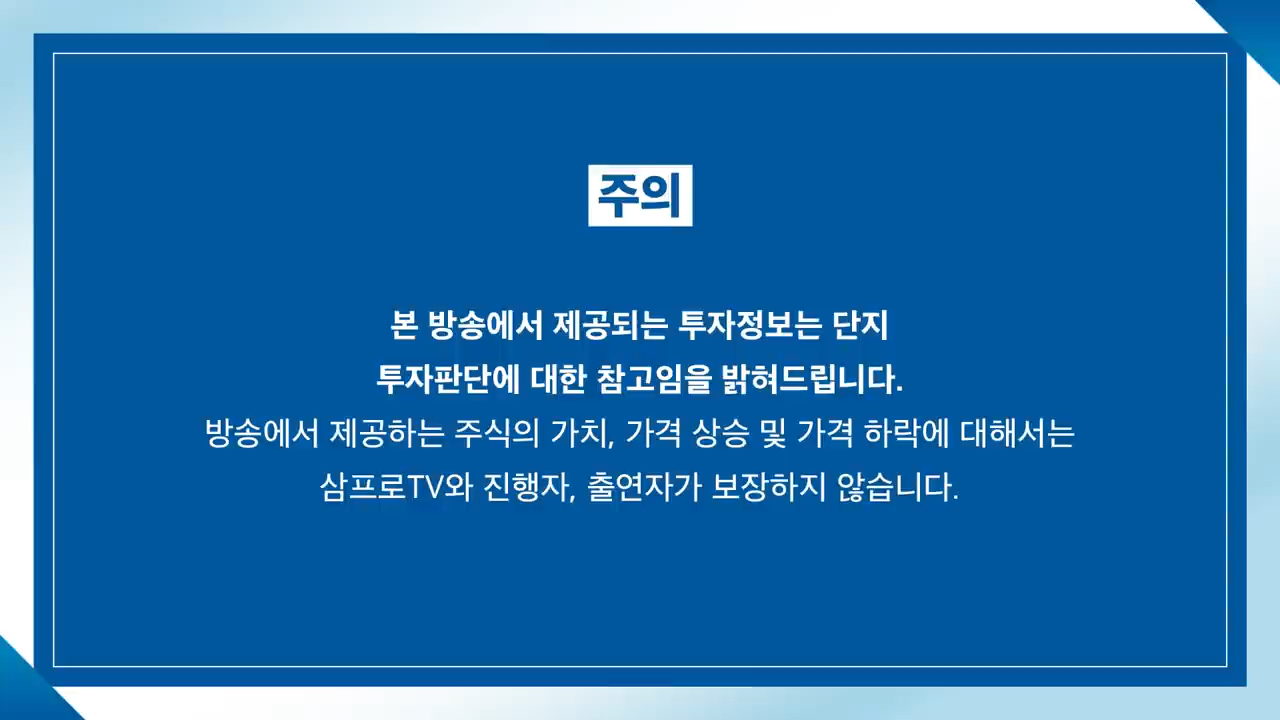 주의
본 방송에서 제공되는 투자정보는 단지
투자판단에 대한 참고임을 밝혀드립니다.
방송에서 제공하는 주식의 가치, 가격 상승 및 가격 하락에 대해서는
삼프로TV와 진행자, 출연자가 보장하지 않습니다.